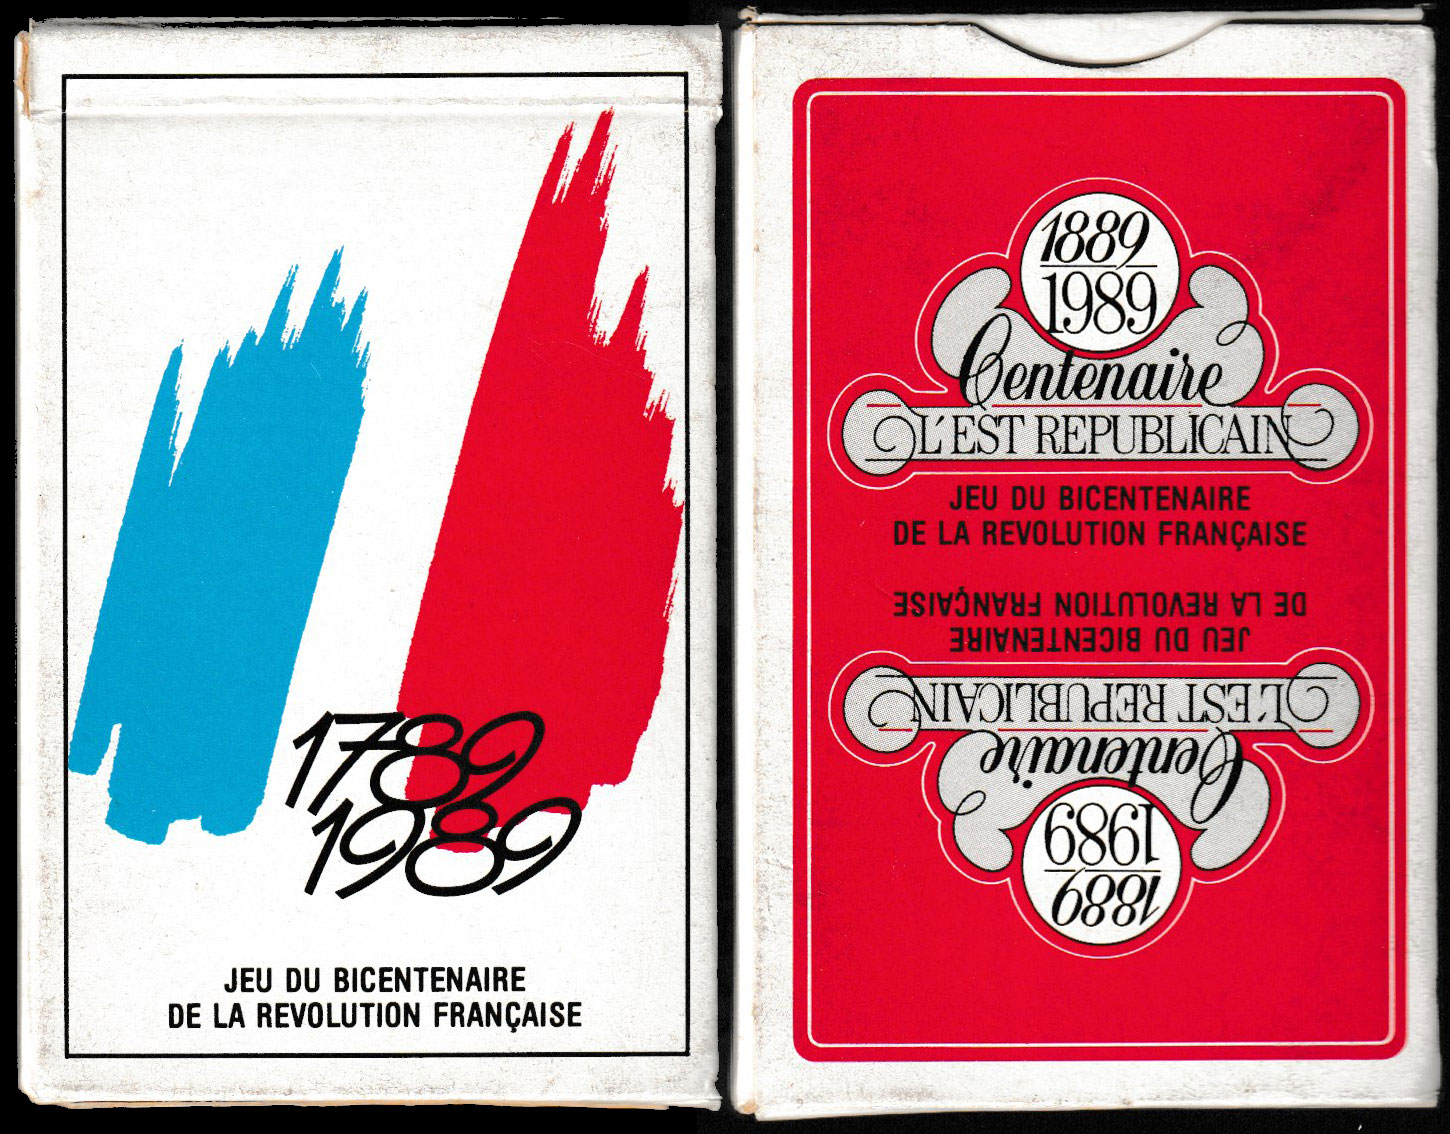 1789
1989
JEU DU BICENTENAIRE
DE LA REVOLUTION FRANÇAISE
1889
1989
Centenaire
L'EST REPUBLICAIN
JEU DU BICENTENAIRE
DE LA REVOLUTION FRANÇAISE
JEU DU BICENTENAIRE
DE LA REVOLUTION FRANÇAISE
L'EST REPUBLICAIN
Centenaire
1889
1989